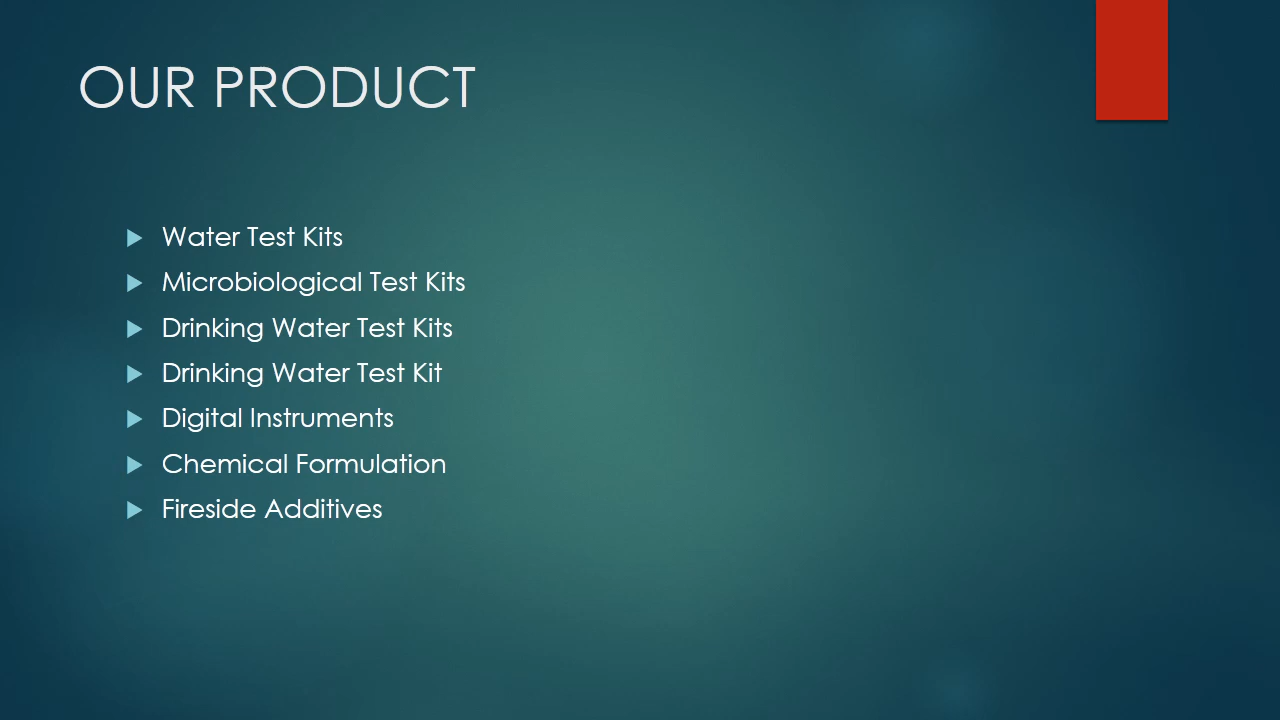 OUR PRODUCT
Water Test Kits
Microbiological Test Kits
Drinking Water Test Kits
Drinking Water Test Kit
Digital Instruments
Chemical Formulation
Fireside Additives